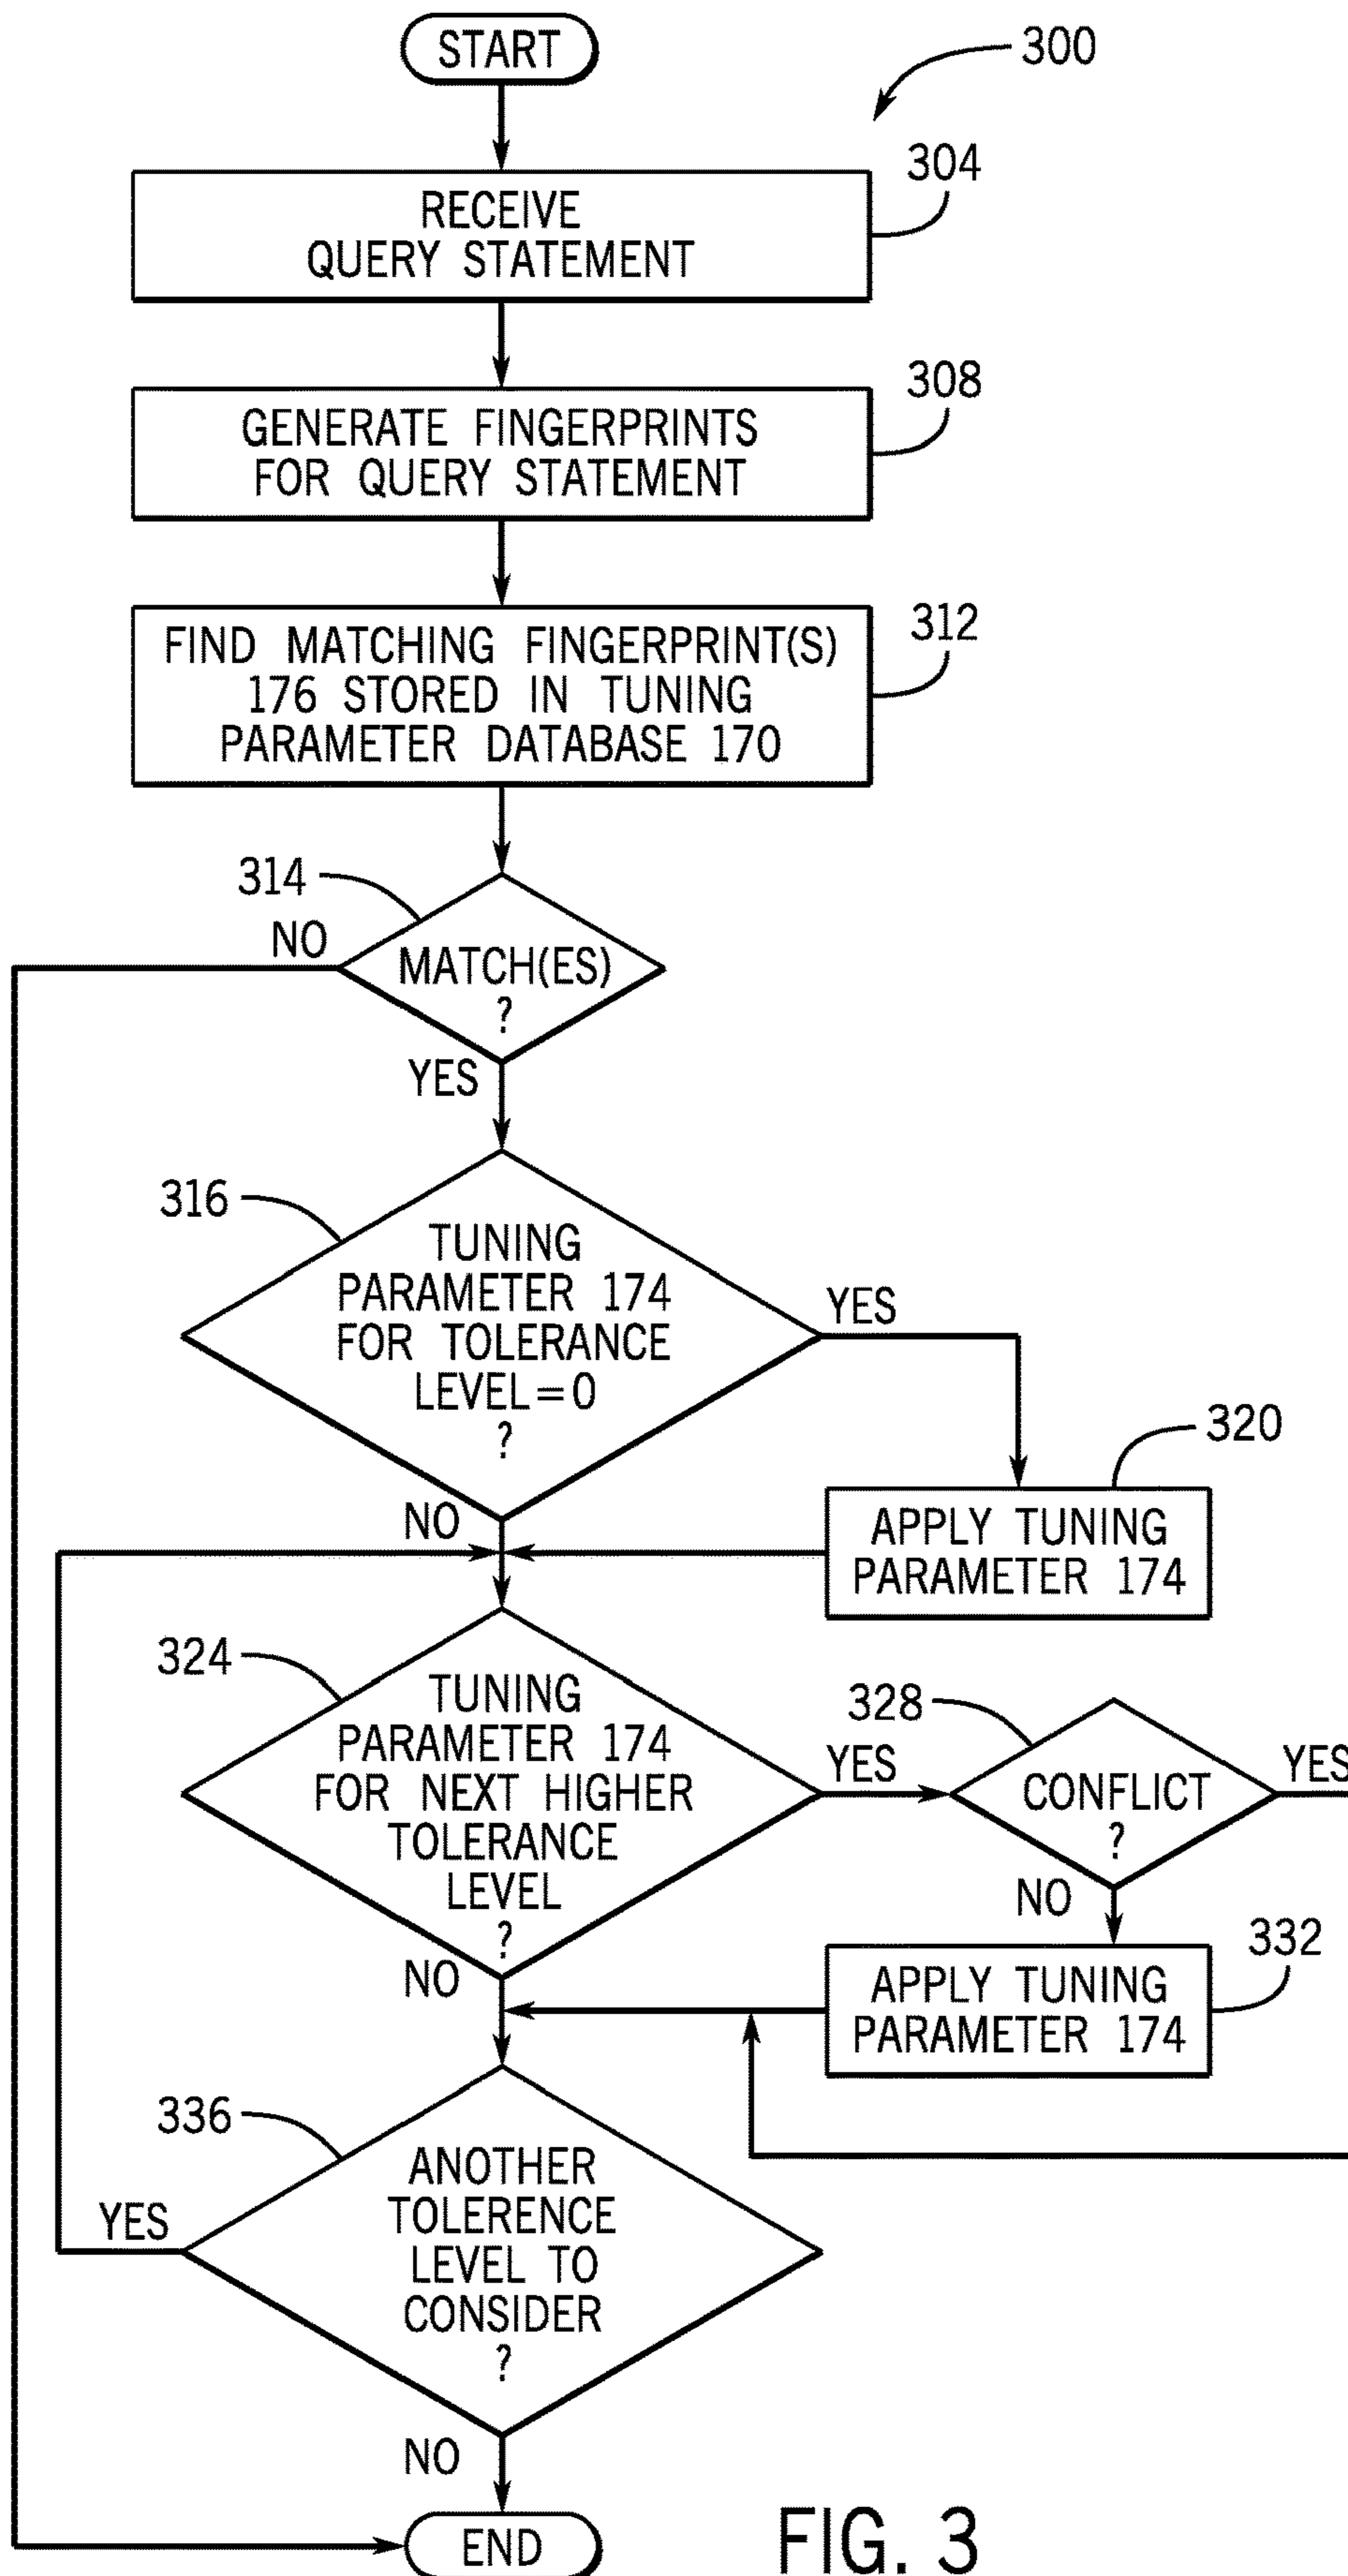 START
300
304
RECEIVE
QUERY STATEMENT
308
GENERATE FINGERPRINTS
FOR QUERY STATEMENT
312
FIND MATCHING FINGERPRINT(S)
176 STORED IN TUNING
PARAMETER DATABASE 170
314
NO
MATCH(ES)
?
YES
316
TUNING
PARAMETER 174
FOR TOLERANCE
LEVEL=0
?
YES
NO
320
APPLY TUNING
PARAMETER 174
324
TUNING
PARAMETER 174
FOR NEXT HIGHER
TOLERANCE
LEVEL
?
YES
NO
328
CONFLICT
?
YES
NO
332
APPLY TUNING
PARAMETER 174
336
ANOTHER
TOLERENCE
LEVEL TO
CONSIDER
?
YES
NO
END
FIG. 3